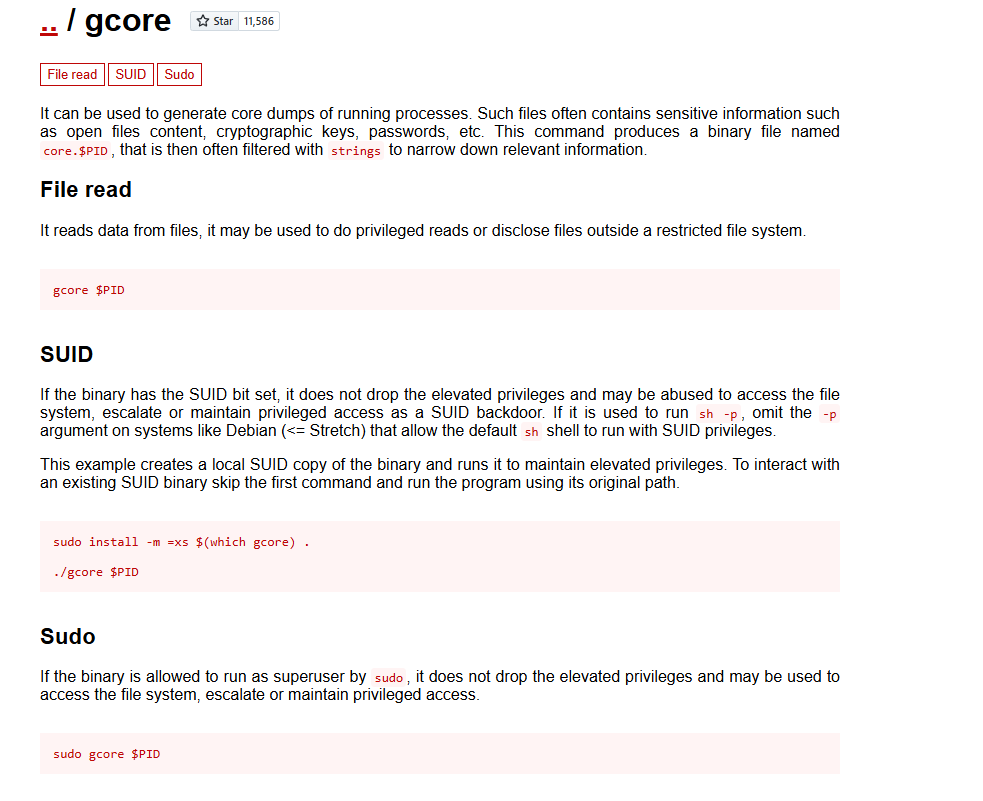 .. / gcore Star 11,586
File read SUID Sudo
It can be used to generate core dumps of running processes. Such files often contains sensitive information such
as open files content, cryptographic keys, passwords, etc. This command produces a binary file named
core.$PID, that is then often filtered with strings to narrow down relevant information.
File read
It reads data from files, it may be used to do privileged reads or disclose files outside a restricted file system.
gcore $PID
SUID
If the binary has the SUID bit set, it does not drop the elevated privileges and may be abused to access the file
system, escalate or maintain privileged access as a SUID backdoor. If it is used to run sh -p, omit the -p
argument on systems like Debian (<= Stretch) that allow the default sh shell to run with SUID privileges.
This example creates a local SUID copy of the binary and runs it to maintain elevated privileges. To interact with
an existing SUID binary skip the first command and run the program using its original path.
sudo install -m =xs $(which gcore) .
./gcore $PID
Sudo
If the binary is allowed to run as superuser by sudo, it does not drop the elevated privileges and may be used to
access the file system, escalate or maintain privileged access.
sudo gcore $PID